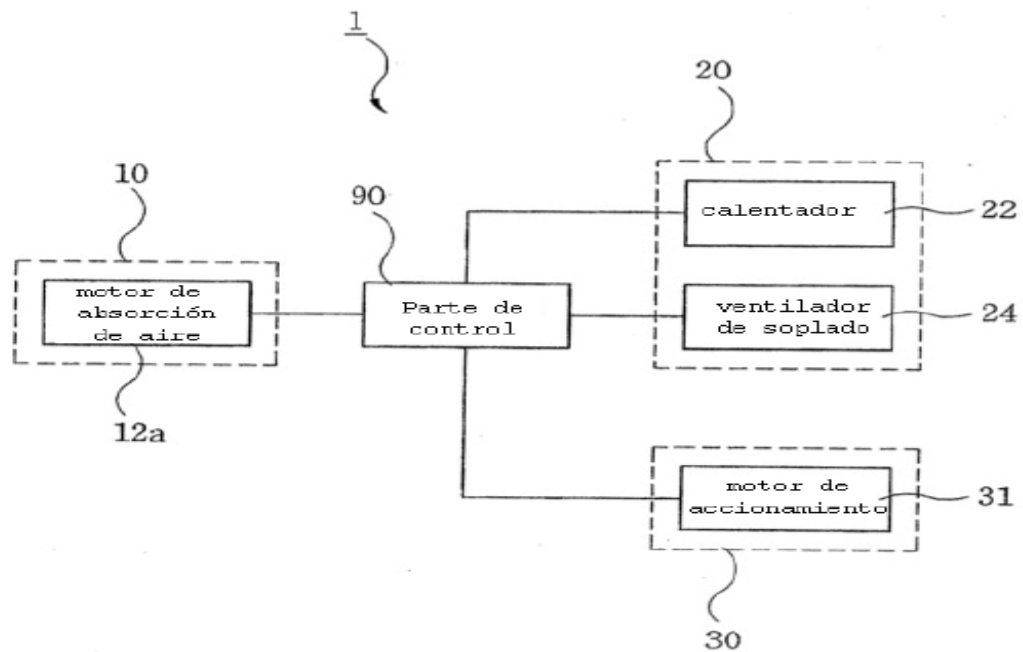 1
20
10
90
calentador
22
motor de
absorción
de aire
Parte de
control
ventilador
de soplado
24
12a
motor de
accionamiento
31
30